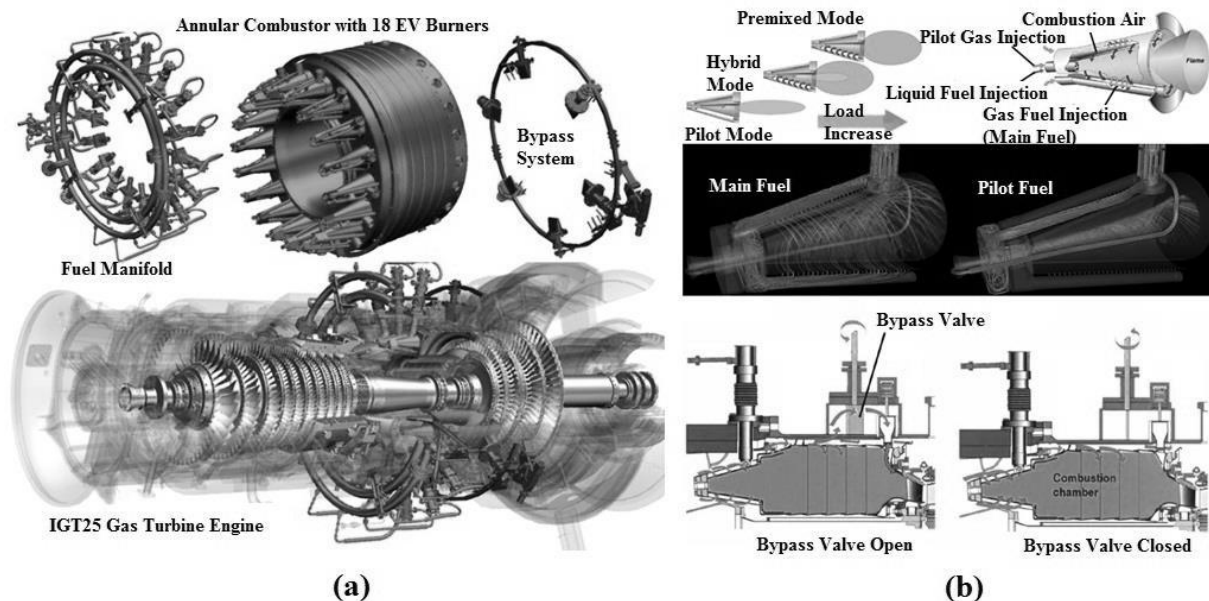 Annular Combustor with 18 EV Burners
Bypass
System
Fuel Manifold
IGT25 Gas Turbine Engine
(a)
Premixed Mode
Hybrid
Mode
Pilot Mode
Load
Increase
Combustion Air
Pilot Gas Injection
Flame
Liquid Fuel Injection
Gas Fuel Injection
(Main Fuel)
Main Fuel
Pilot Fuel
Bypass Valve
Combustion
chamber
Bypass Valve Open
Bypass Valve Closed
(b)